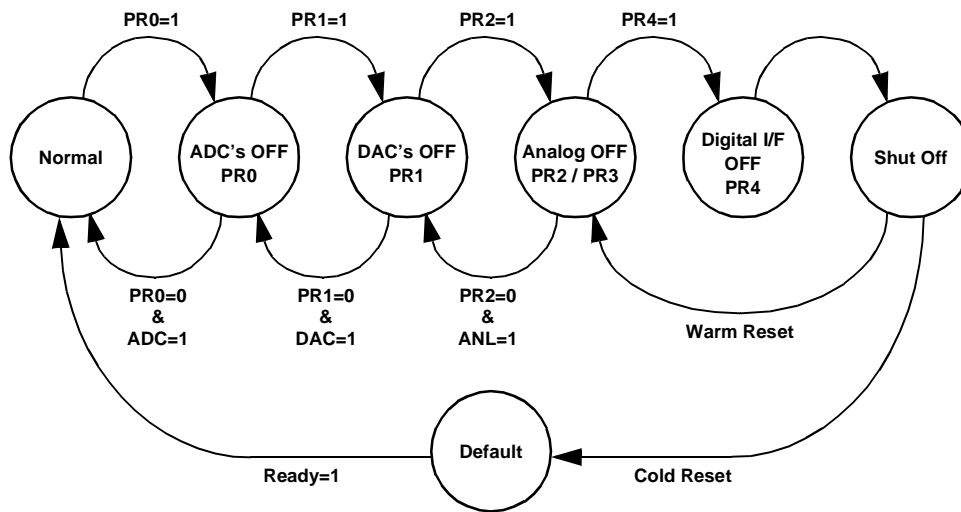 PR0=1
PR1=1
PR2=1
PR4=1
Normal
ADC's OFF
PR0
DAC's OFF
PR1
Analog OFF
PR2 / PR3
Digital I/F
OFF
PR4
Shut Off
PR0=0
&
ADC=1
PR1=0
&
DAC=1
PR2=0
&
ANL=1
Warm Reset
Default
Ready=1
Cold Reset